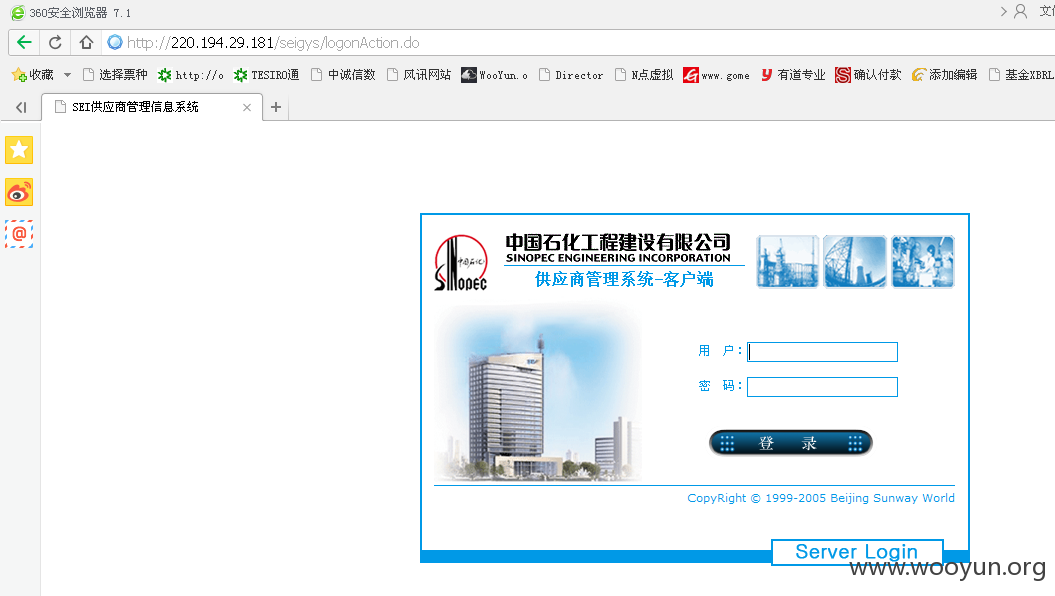 360安全浏览器 7.1
文件
http://220.194.29.181/seigys/logonAction.do
收藏 选择票种 http://o TESIRO通 中诚信数 风讯网站 WooYun.o Director N点虚拟 www.gome 有道专业 确认付款 添加编辑 基金XBRL
SEI供应商管理信息系统
中国石化
SInopec
中国石化工程建设有限公司
SINOPEC ENGINEERING INCORPORATION
供应商管理系统-客户端
用 户：
密 码：
登 录
CopyRight © 1999-2005 Beijing Sunway World
Server Login
www.wooyun.org